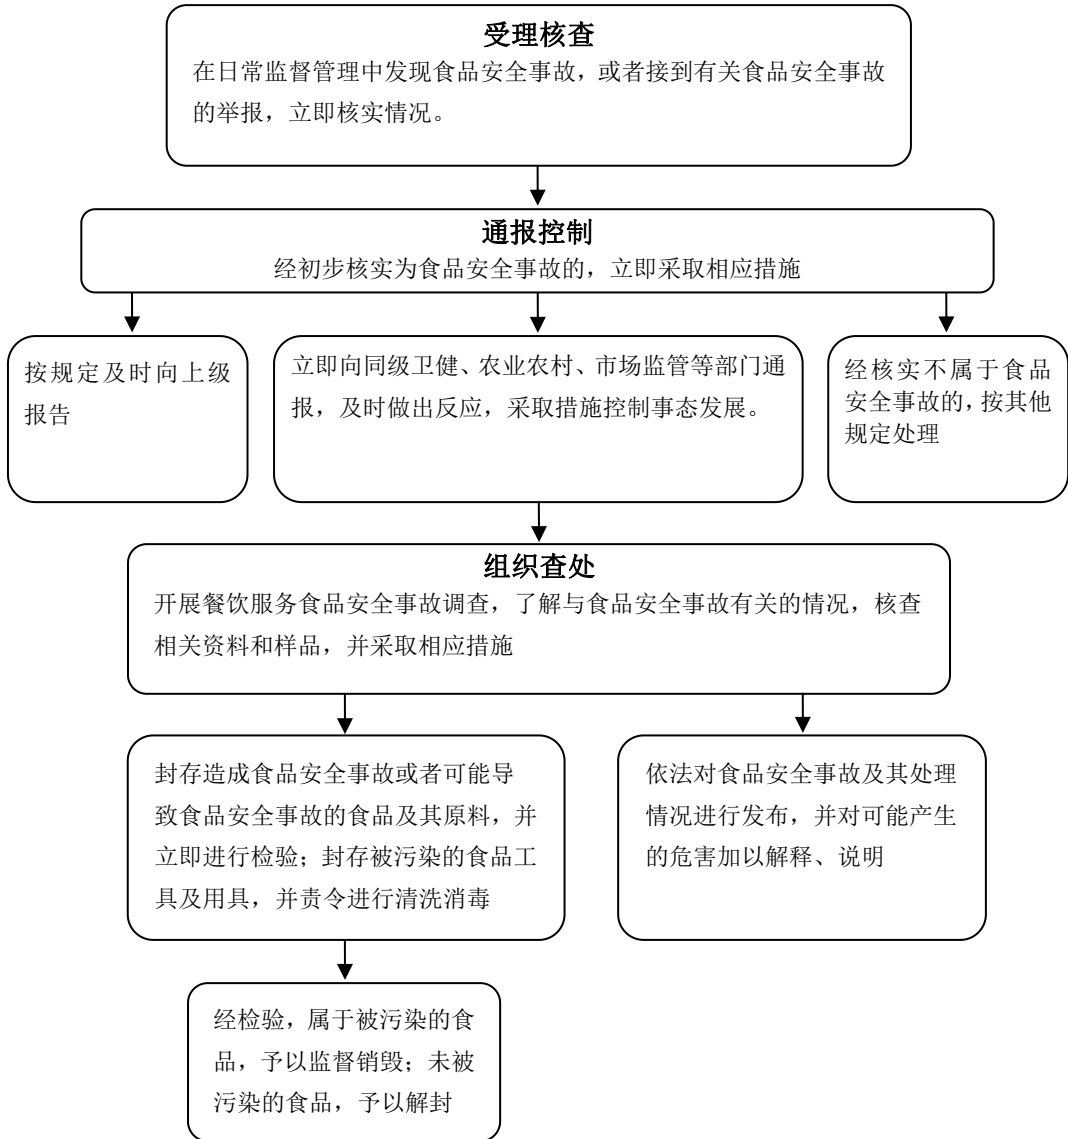 受理核查
在日常监督管理中发现食品安全事故，或者接到有关食品安全事故
的举报，立即核实情况。
通报控制
经初步核实为食品安全事故的，立即采取相应措施
按规定及时向上级
报告
立即向同级卫健、农业农村、市场监管等部门通
报，及时做出反应，采取措施控制事态发展。
经核实不属于食品
安全事故的，按其他
规定处理
组织查处
开展餐饮服务食品安全事故调查，了解与食品安全事故有关的情况，核查
相关资料和样品，并采取相应措施
封存造成食品安全事故或者可能导
致食品安全事故的食品及其原料，并
立即进行检验；封存被污染的食品工
具及用具，并责令进行清洗消毒
依法对食品安全事故及其处理
情况进行发布，并对可能产生
的危害加以解释、说明
经检验，属于被污染的食
品，予以监督销毁；未被
污染的食品，予以解封